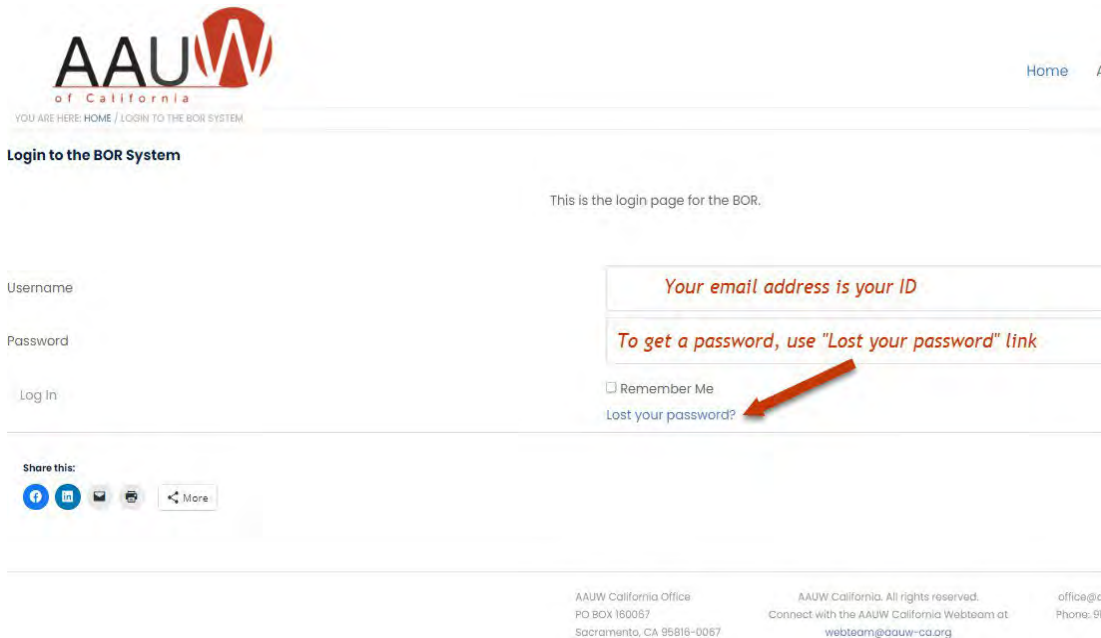 AAUW
of California
Home
YOU ARE HERE: HOME / LOGIN TO THE BOR SYSTEM
Login to the BOR System
This is the login page for the BOR.
Username
Your email address is your ID
Password
To get a password, use "Lost your password" link
Log In
Remember Me
Lost your password?
Share this:
in
More
AAUW California Office
PO BOX 160067
Sacramento, CA 95816-0067
AAUW California. All rights reserved.
Connect with the AAUW California Webteam at
webteam@aauw-ca.org
Phone: